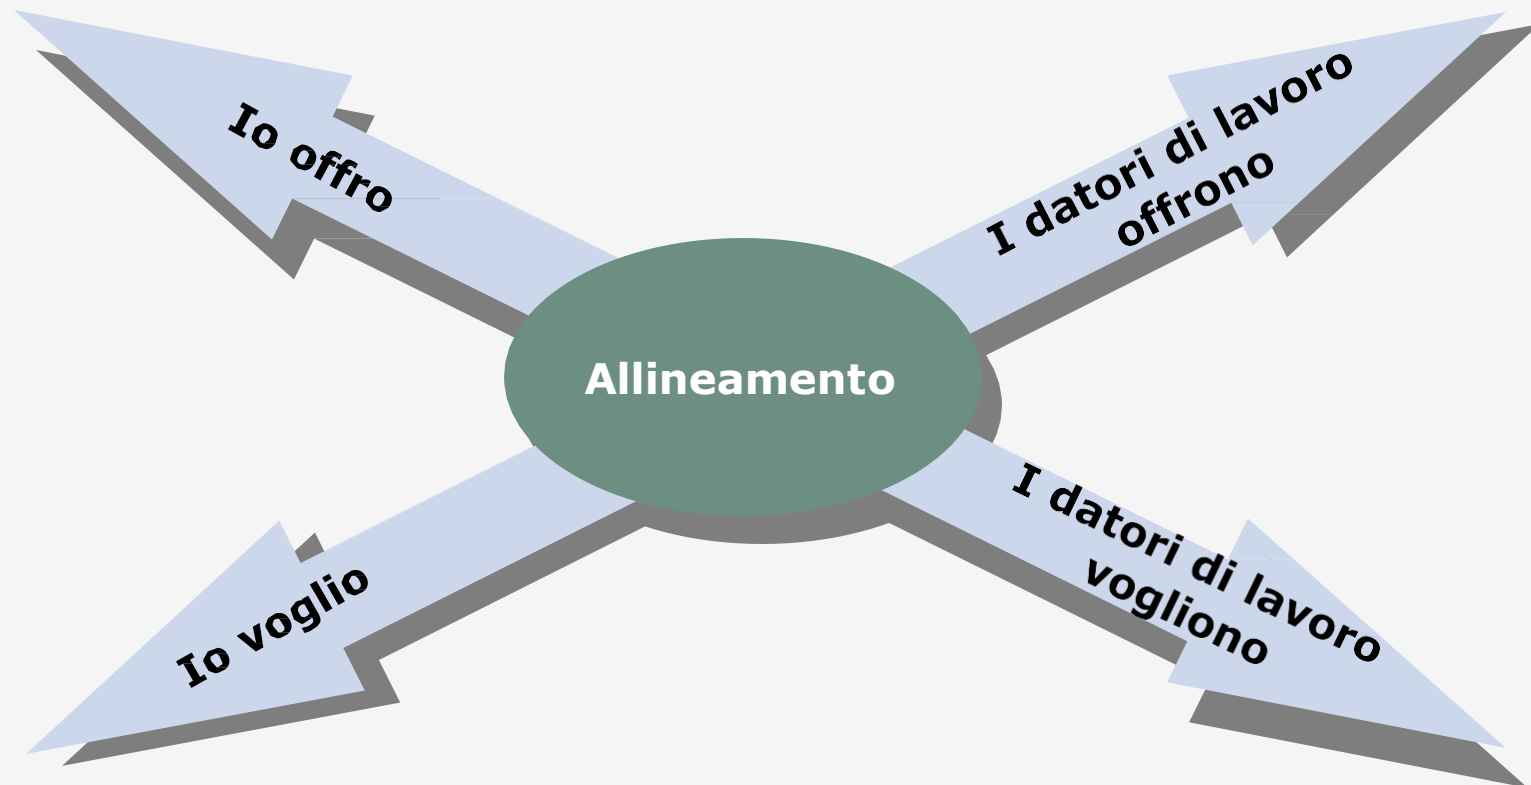 Io offro
I datori di lavoro
offrono
Allineamento
Io voglio
I datori di lavoro
vogliono